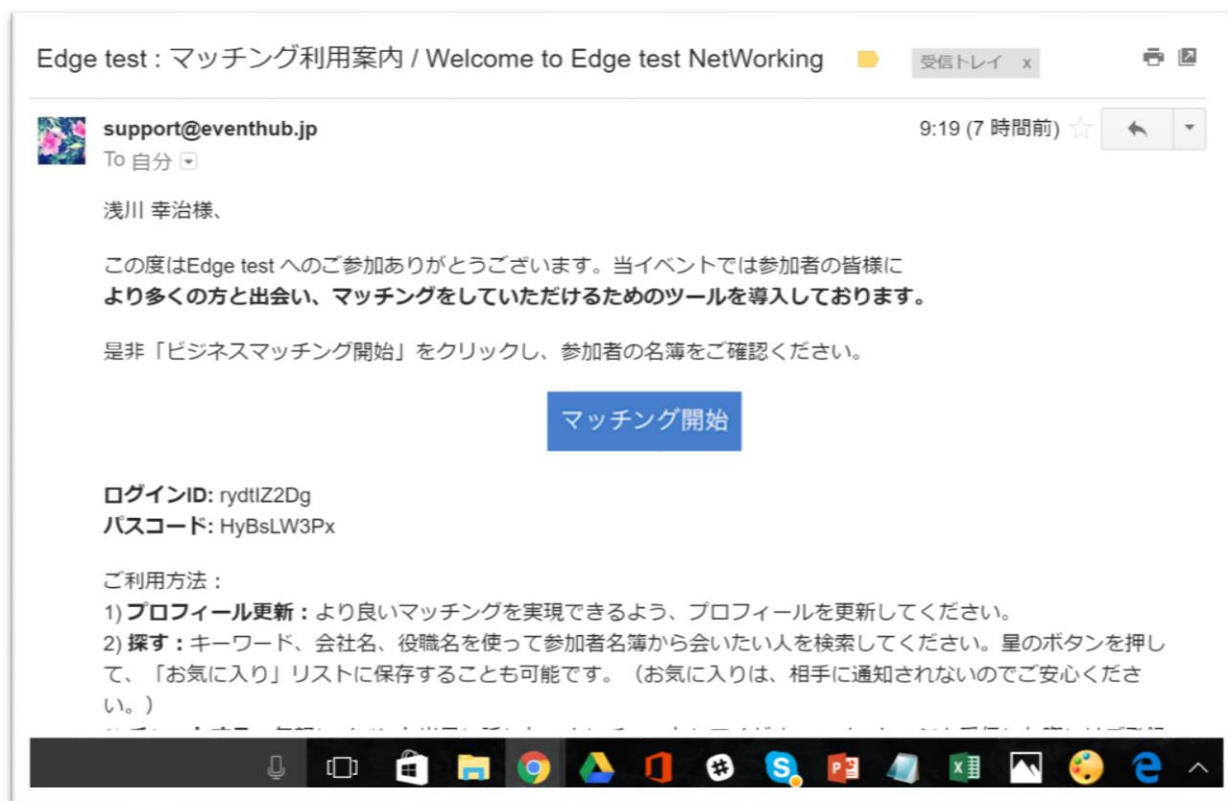 Edge test : マッチング利用案内 / Welcome to Edge test NetWorking
受信トレイ x
support@eventhub.jp
9:19 (7 時間前)
To 自分
浅川 幸治様、
この度はEdge test へのご参加ありがとうございます。当イベントでは参加者の皆様に
より多くの方と出会い、マッチングをしていただけるためのツールを導入しております。
是非「ビジネスマッチング開始」をクリックし、参加者の名簿をご確認ください。
マッチング開始
ログインID: rydtIZ2Dg
パスコード: HyBsLW3Px
ご利用方法：
1) プロフィール更新：より良いマッチングを実現できるよう、プロフィールを更新してください。
2) 探す：キーワード、会社名、役職名を使って参加者名簿から会いたい人を検索してください。星のボタンを押し
て、「お気に入り」リストに保存することも可能です。（お気に入りは、相手に通知されないのでご安心くださ
い。）